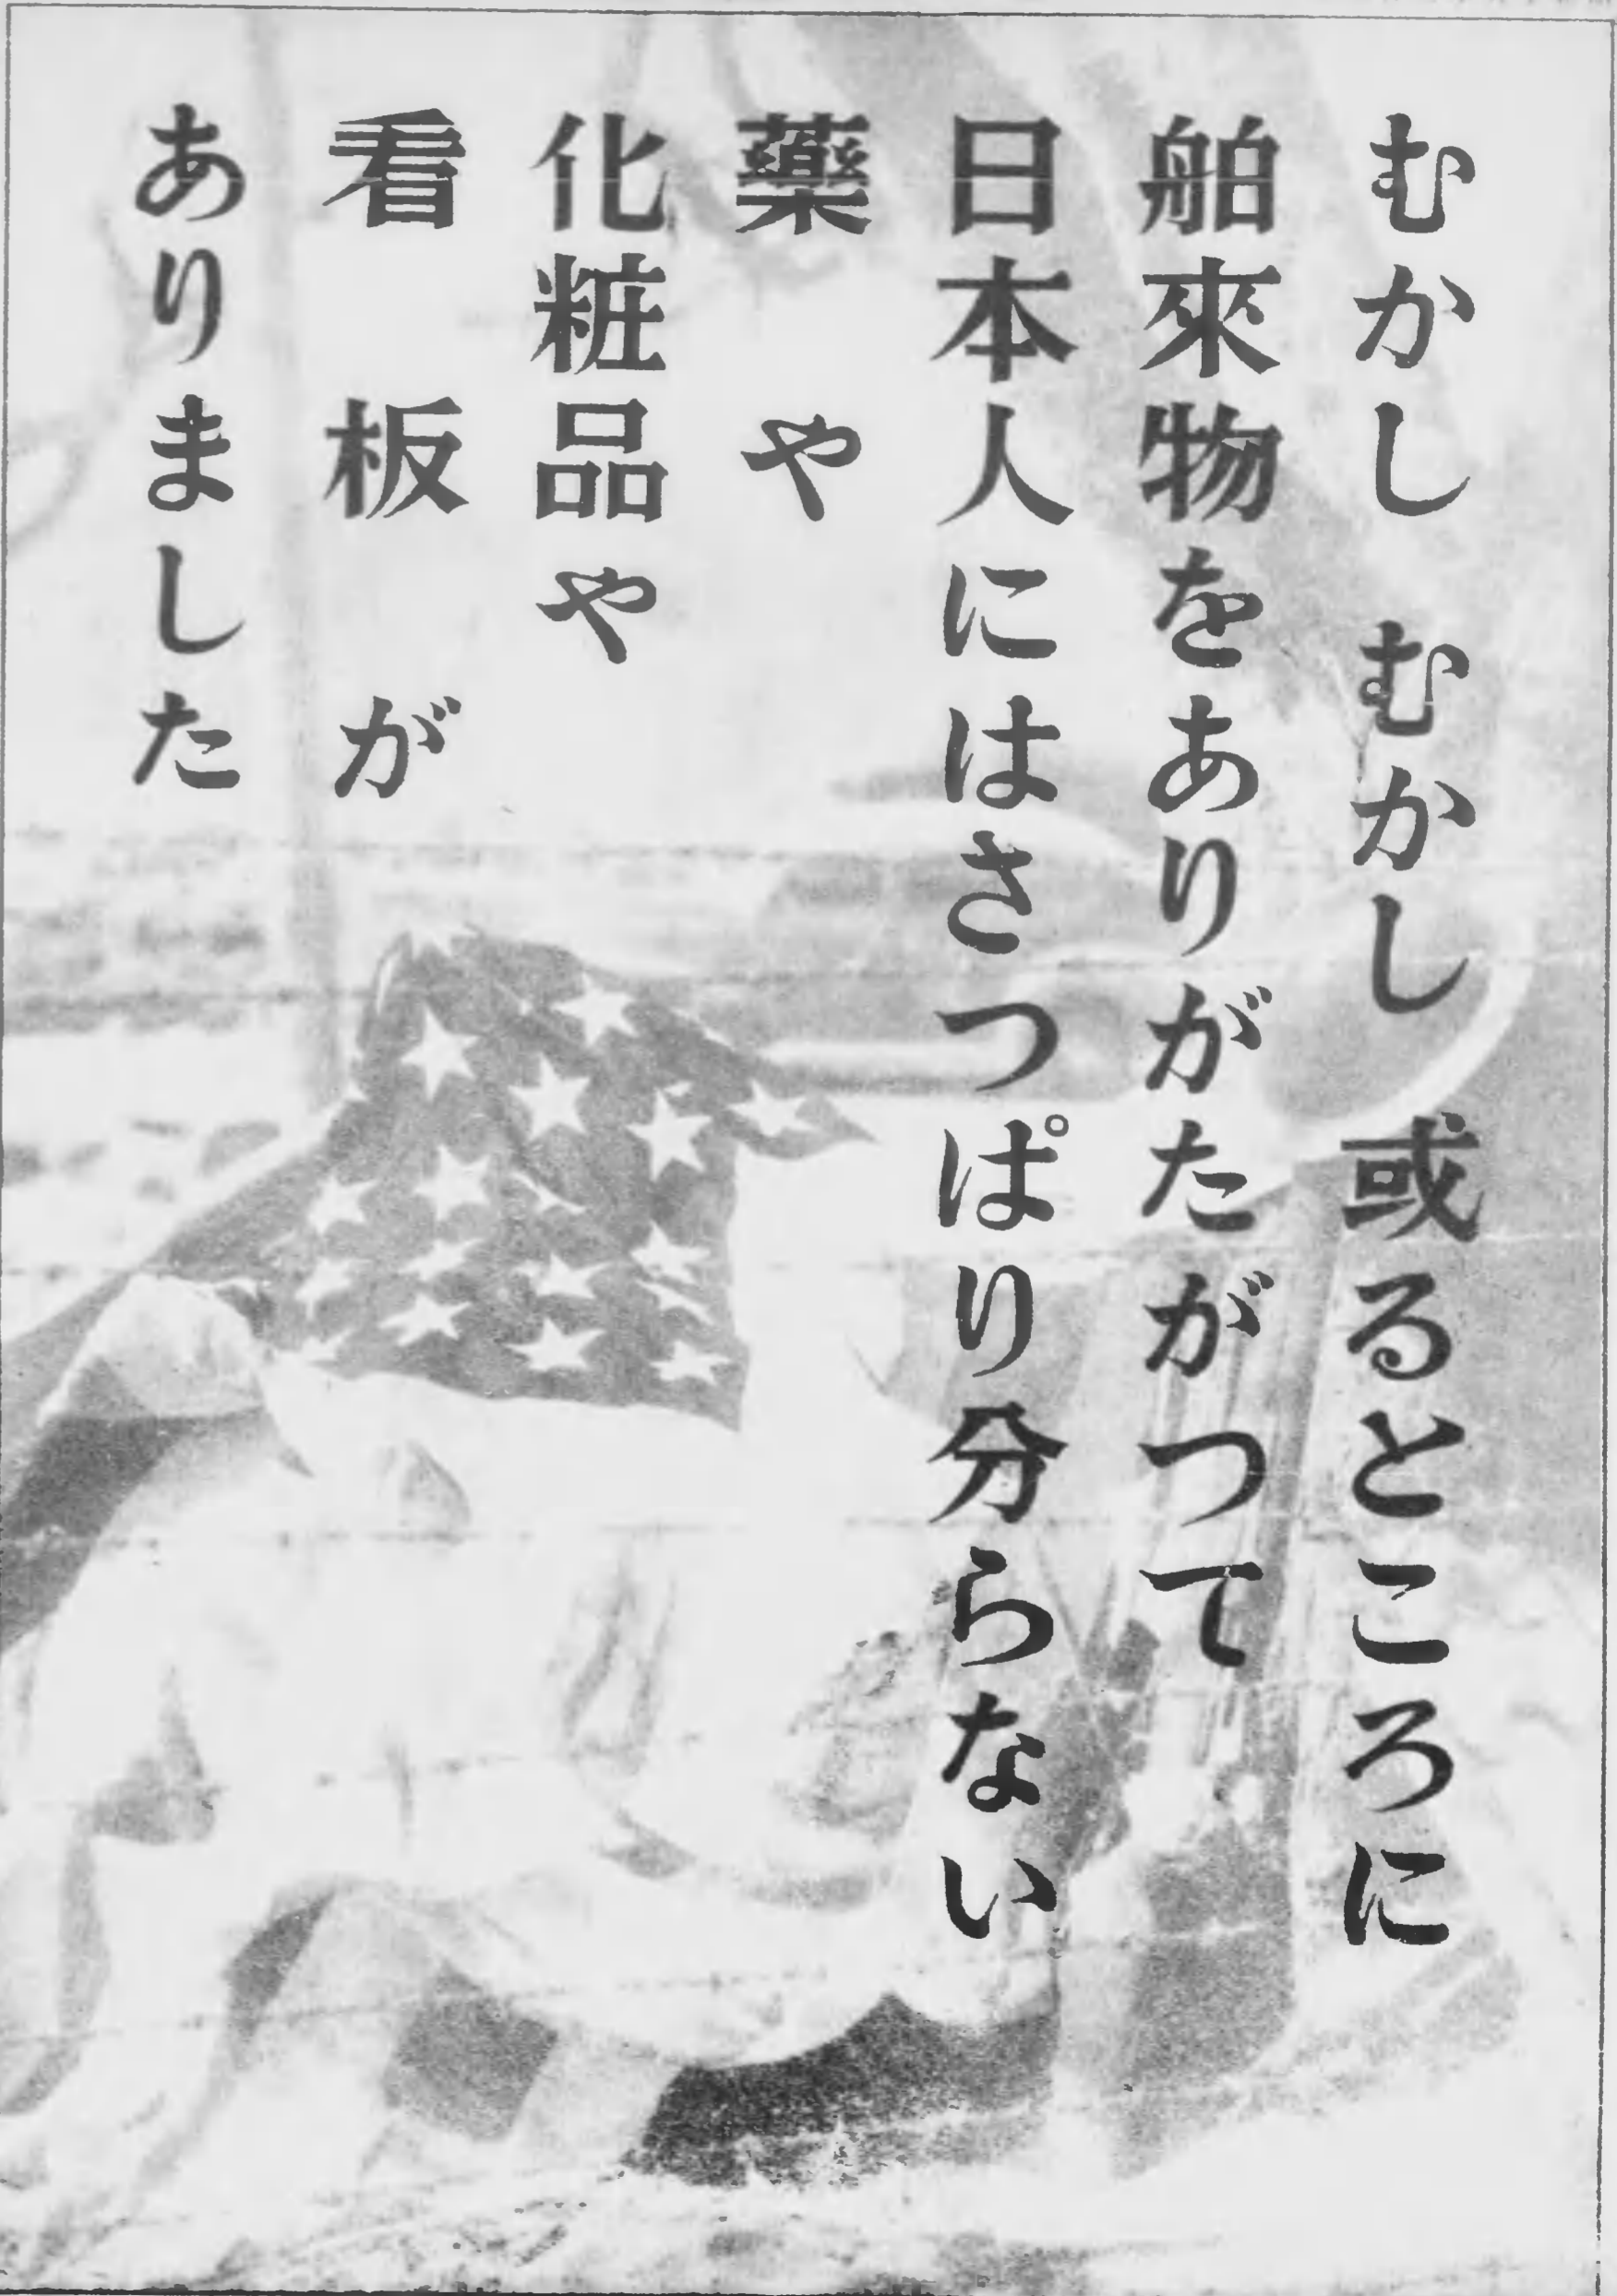 むかし むかし 或るところに
舶來物をありがたがつて
日本人にはさつぱり分らない
藥や
化粧品や
看板が
ありました